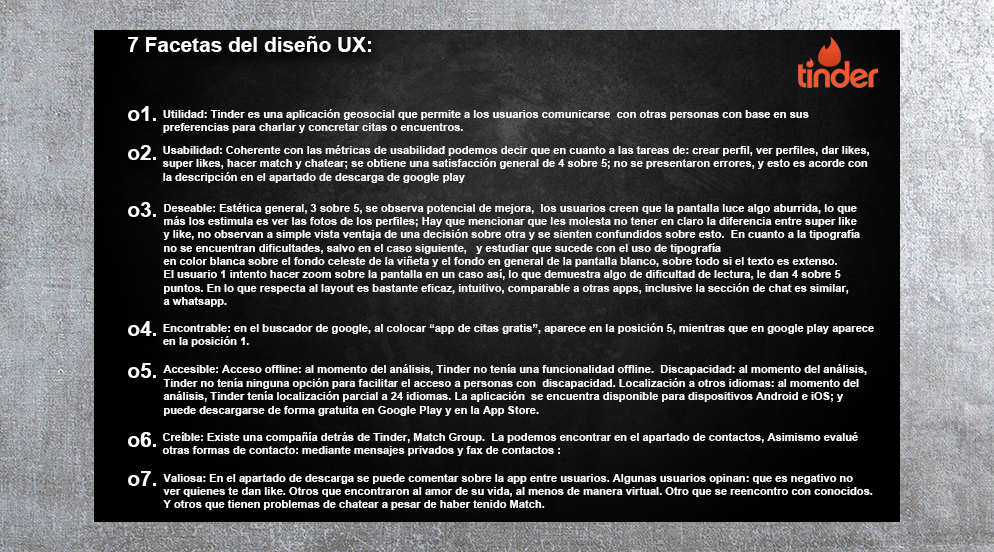 7 Facetas del diseño UX:
tinder
o1. Utilidad: Tinder es una aplicación geosocial que permite a los usuarios comunicarse con otras personas con base en sus
preferencias para charlar y concretar citas o encuentros.
o2. Usabilidad: Coherente con las métricas de usabilidad podemos decir que en cuanto a las tareas de: crear perfil, ver perfiles, dar likes,
super likes, hacer match y chatear; se obtiene una satisfacción general de 4 sobre 5; no se presentaron errores, y esto es acorde con
la descripción en el apartado de descarga de google play
o3. Deseable: Estética general, 3 sobre 5, se observa potencial de mejora, los usuarios creen que la pantalla luce algo aburrida, lo que
más los estimula es ver las fotos de los perfiles; Hay que mencionar que les molesta no tener en claro la diferencia entre super like
y like, no observan a simple vista ventaja de una decisión sobre otra y se sienten confundidos sobre esto. En cuanto a la tipografía
no se encuentran dificultades, salvo en el caso siguiente, y estudiar que sucede con el uso de tipografía
en color blanca sobre el fondo celeste de la viñeta y el fondo en general de la pantalla blanco, sobre todo si el texto es extenso.
El usuario 1 intento hacer zoom sobre la pantalla en un caso así, lo que demuestra algo de dificultad de lectura, le dan 4 sobre 5
puntos. En lo que respecta al layout es bastante eficaz, intuitivo, comparable a otras apps, inclusive la sección de chat es similar,
a whatsapp.
o4. Encontrable: en el buscador de google, al colocar “app de citas gratis”, aparece en la posición 5, mientras que en google play aparece
en la posición 1.
o5. Accesible: Acceso offline: al momento del análisis, Tinder no tenía una funcionalidad offline. Discapacidad: al momento del análisis,
Tinder no tenía ninguna opción para facilitar el acceso a personas con discapacidad. Localización a otros idiomas: al momento del
análisis, Tinder tenía localización parcial a 24 idiomas. La aplicación se encuentra disponible para dispositivos Android e iOS; y
puede descargarse de forma gratuita en Google Play y en la App Store.
o6. Creíble: Existe una compañía detrás de Tinder, Match Group. La podemos encontrar en el apartado de contactos, Asimismo evalué
otras formas de contacto: mediante mensajes privados y fax de contactos :
o7. Valiosa: En el apartado de descarga se puede comentar sobre la app entre usuarios. Algunas usuarios opinan: que es negativo no
ver quienes te dan like. Otros que encontraron al amor de su vida, al menos de manera virtual. Otro que se reencontro con conocidos.
Y otros que tienen problemas de chatear a pesar de haber tenido Match.